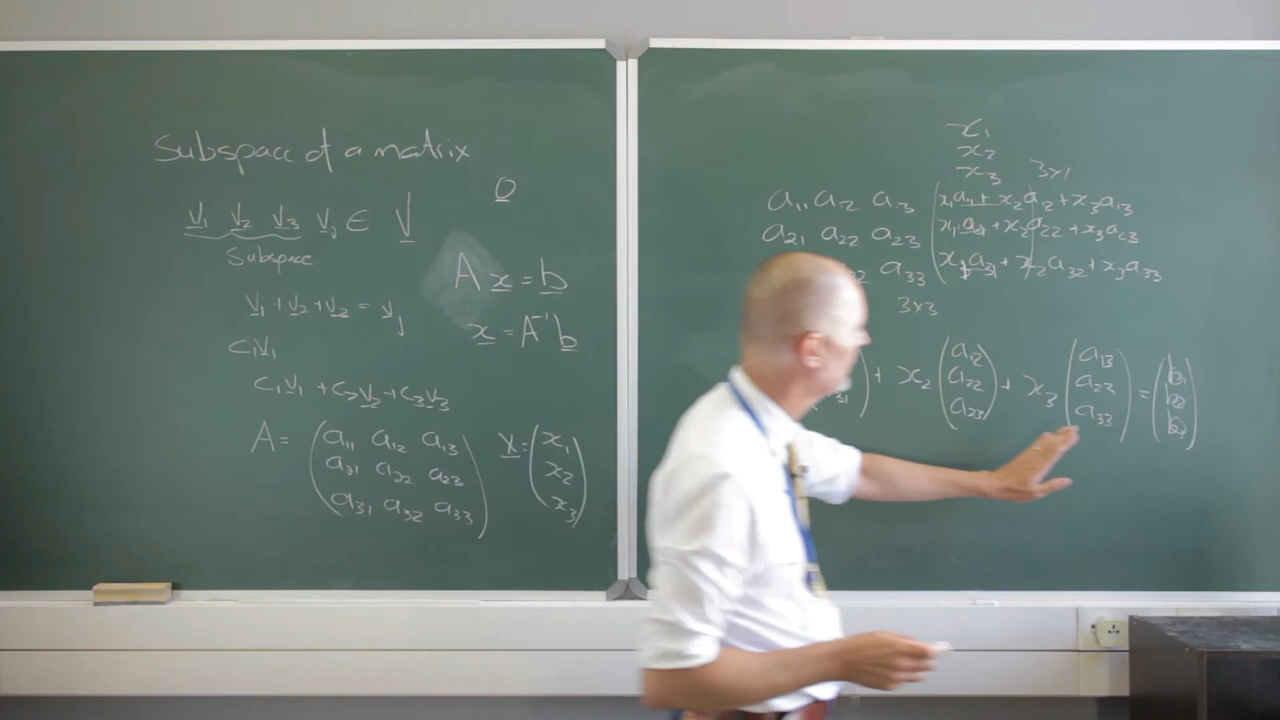 Subspace of a matrix
0
v1 v2 v3 vj ∈ V
Subspace
A x = b
v1 + v2 + v3 = vj
x = A⁻¹ b
c1v1
c1v1 + c2v2 + c3v3
A = ( a11 a12 a13
a21 a22 a23
a31 a32 a33 )
x = ( x1
x2
x3 )
x1
x2
x3
3x1
a11 a12 a13 ( x1a11 + x2a12 + x3a13
a21 a22 a23 x1a21 + x2a22 + x3a23
a33 x1a31 + x2a32 + x3a33
3x3
+ x2 ( a12 a22 a23 ) + x3 ( a13 a23 a33 ) = ( b1 b2 b3 )